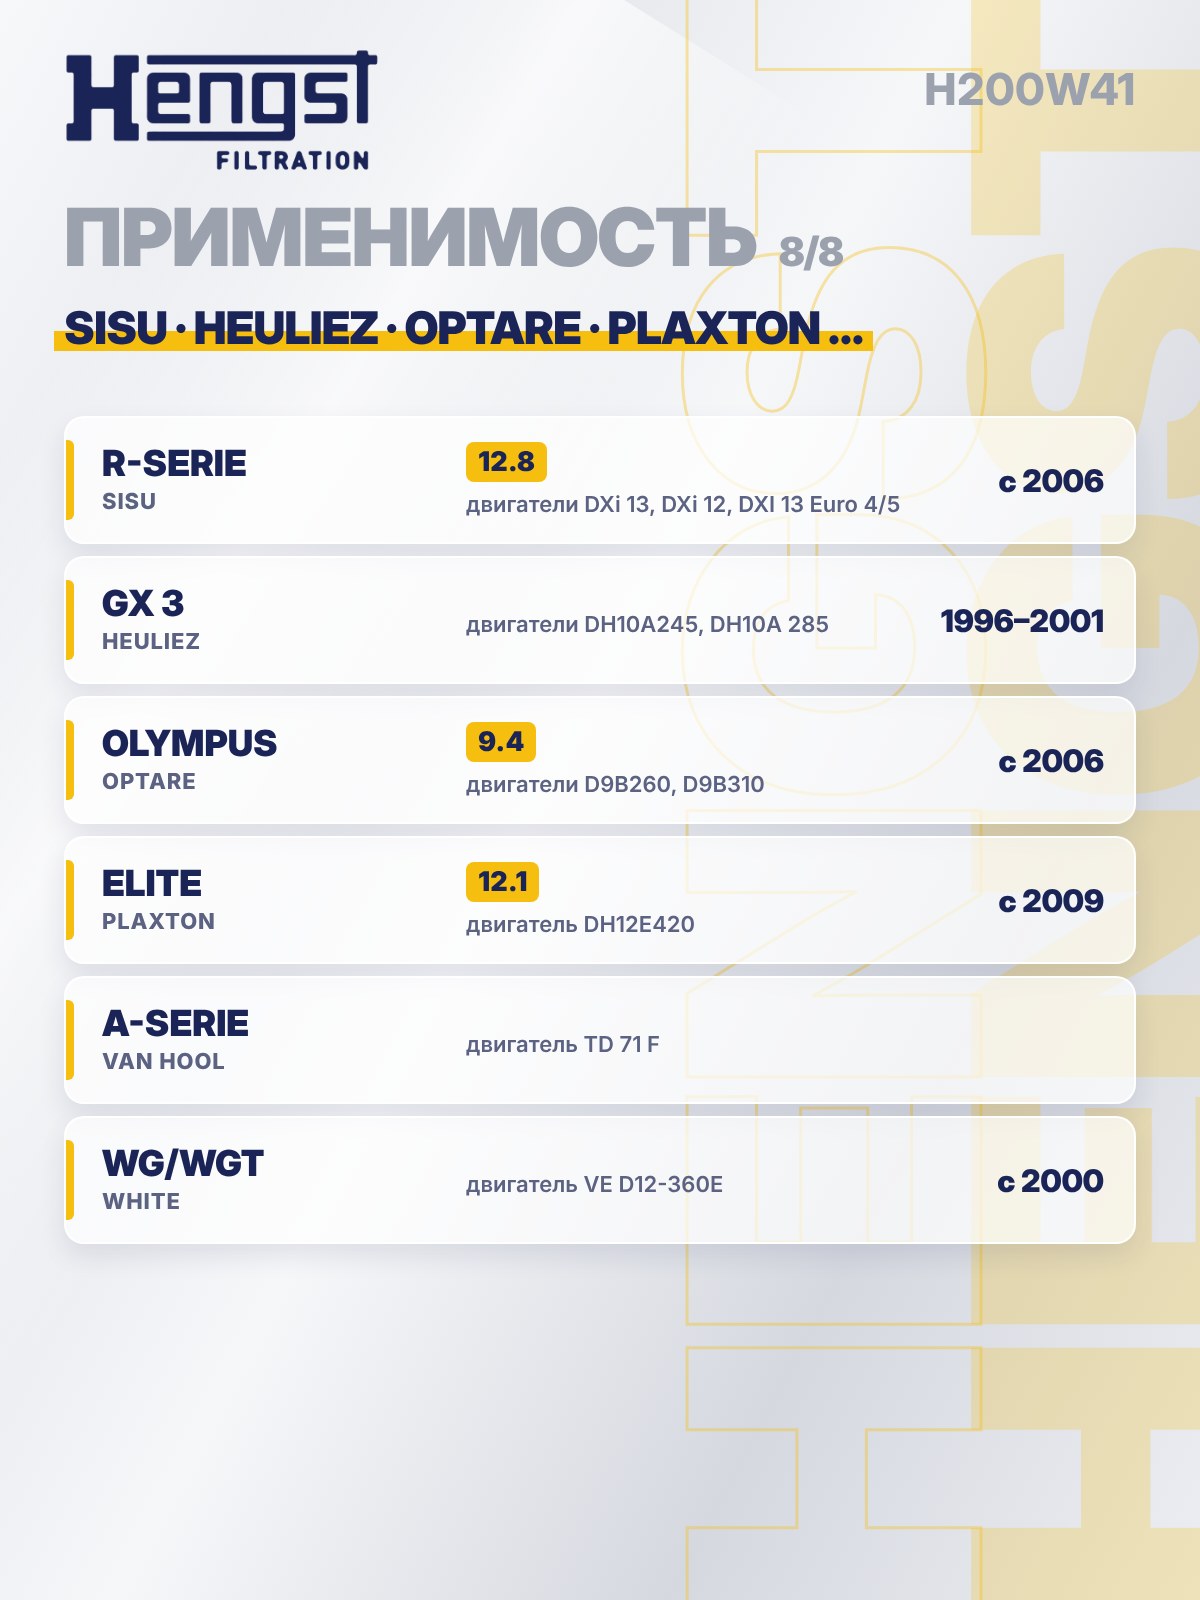 Hengst
FILTRATION
H200W41
ПРИМЕНИМОСТЬ 8/8
SISU · HEULIEZ · OPTARE · PLAXTON ...
R-SERIE
SISU
12.8
двигатели DXi 13, DXi 12, DXI 13 Euro 4/5
с 2006
GX 3
HEULIEZ
двигатели DH10A245, DH10A 285
1996–2001
OLYMPUS
OPTARE
9.4
двигатели D9B260, D9B310
с 2006
ELITE
PLAXTON
12.1
двигатель DH12E420
с 2009
A-SERIE
VAN HOOL
двигатель TD 71 F
WG/WGT
WHITE
двигатель VE D12-360E
с 2000
HENGST
HENGST